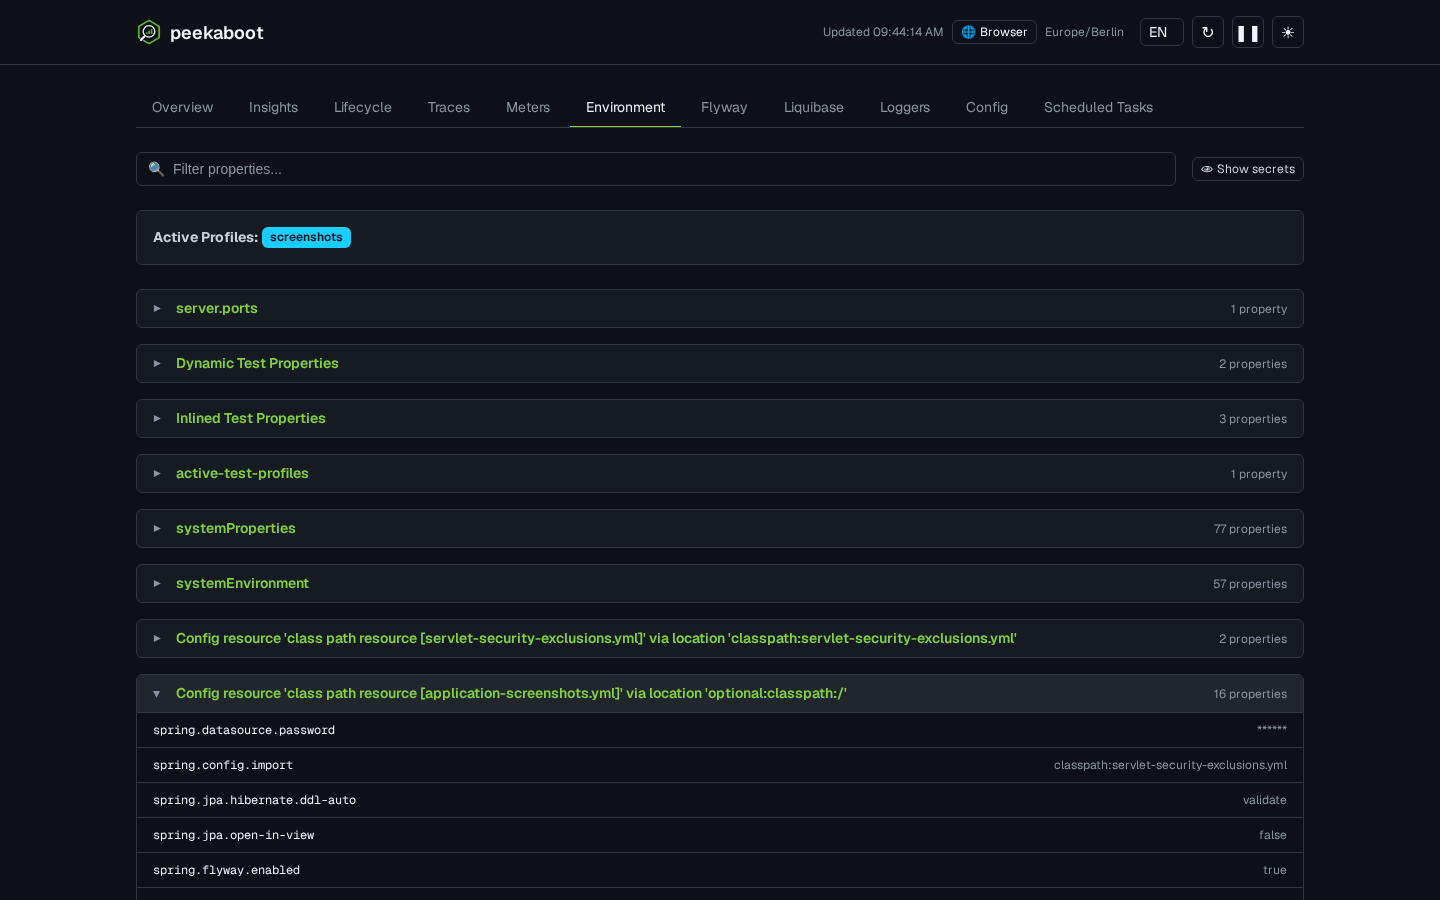 peekaboot
Updated 09:44:14 AM
🌐 Browser
Europe/Berlin
EN
Overview Insights Lifecycle Traces Meters Environment Flyway Liquibase Loggers Config Scheduled Tasks
Filter properties...
Show secrets
Active Profiles: screenshots
server.ports 1 property
Dynamic Test Properties 2 properties
Inlined Test Properties 3 properties
active-test-profiles 1 property
systemProperties 77 properties
systemEnvironment 57 properties
Config resource 'class path resource [servlet-security-exclusions.yml]' via location 'classpath:servlet-security-exclusions.yml' 2 properties
Config resource 'class path resource [application-screenshots.yml]' via location 'optional:classpath:/' 16 properties
spring.datasource.password ******
spring.config.import classpath:servlet-security-exclusions.yml
spring.jpa.hibernate.ddl-auto validate
spring.jpa.open-in-view false
spring.flyway.enabled true